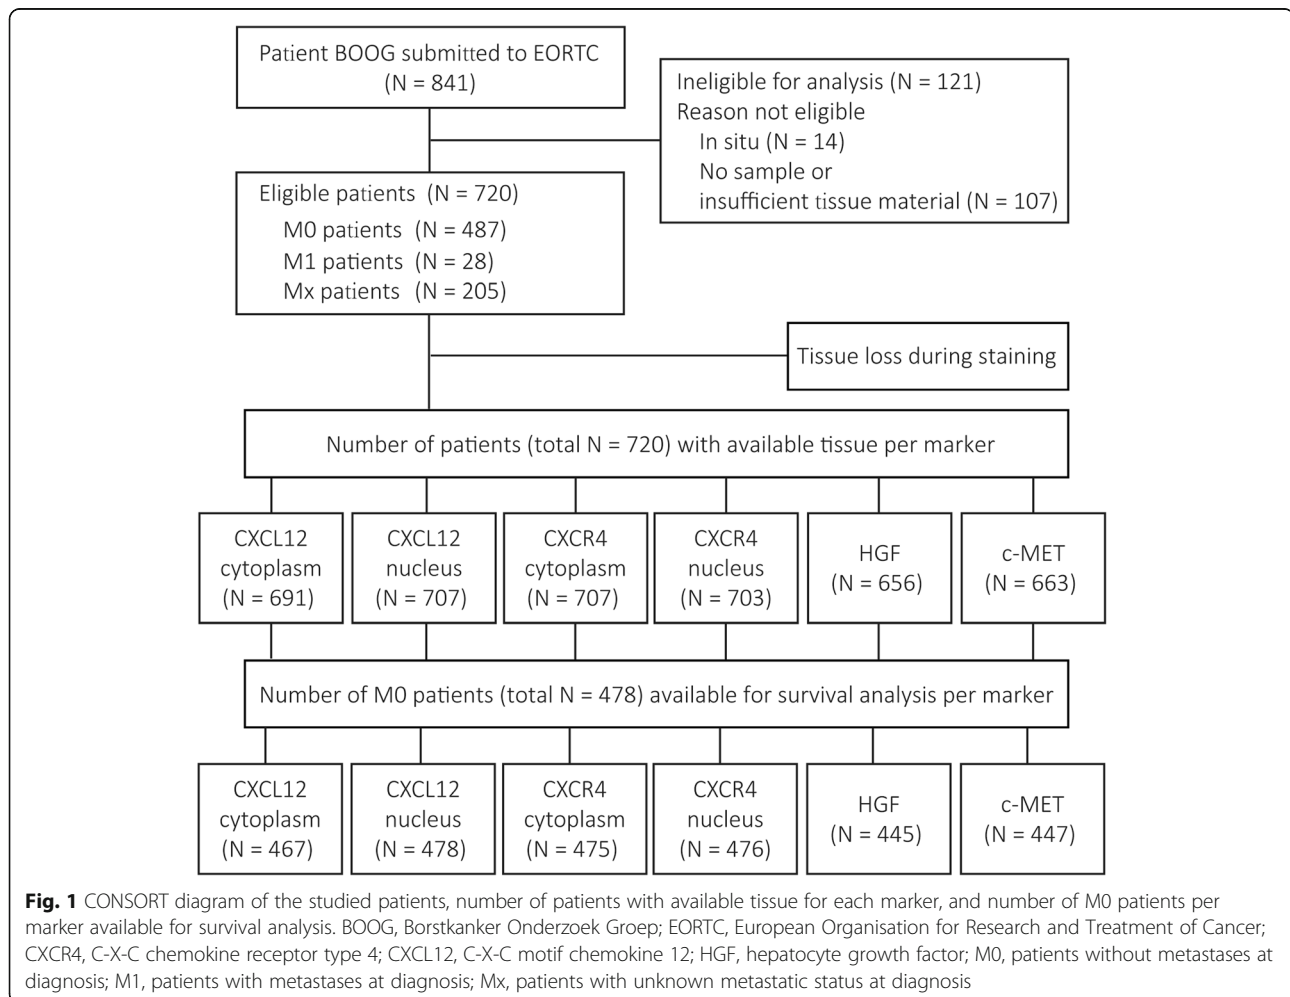 Patient BOOG submitted to EORTC
(N = 841)
Ineligible for analysis (N = 121)
Reason not eligible
In situ (N = 14)
No sample or
insufficient tissue material (N = 107)
Eligible patients (N = 720)
M0 patients (N = 487)
M1 patients (N = 28)
Mx patients (N = 205)
Tissue loss during staining
Number of patients (total N = 720) with available tissue per marker
CXCL12
cytoplasm
(N = 691)
CXCL12
nucleus
(N = 707)
CXCR4
cytoplasm
(N = 707)
CXCR4
nucleus
(N = 703)
HGF
(N = 656)
c-MET
(N = 663)
Number of M0 patients (total N = 478) available for survival analysis per marker
CXCL12
cytoplasm
(N = 467)
CXCL12
nucleus
(N = 478)
CXCR4
cytoplasm
(N = 475)
CXCR4
nucleus
(N = 476)
HGF
(N = 445)
c-MET
(N = 447)
Fig. 1 CONSORT diagram of the studied patients, number of patients with available tissue for each marker, and number of M0 patients per
marker available for survival analysis. BOOG, Borstkanker Onderzoek Groep; EORTC, European Organisation for Research and Treatment of Cancer;
CXCR4, C-X-C chemokine receptor type 4; CXCL12, C-X-C motif chemokine 12; HGF, hepatocyte growth factor; M0, patients without metastases at
diagnosis; M1, patients with metastases at diagnosis; Mx, patients with unknown metastatic status at diagnosis